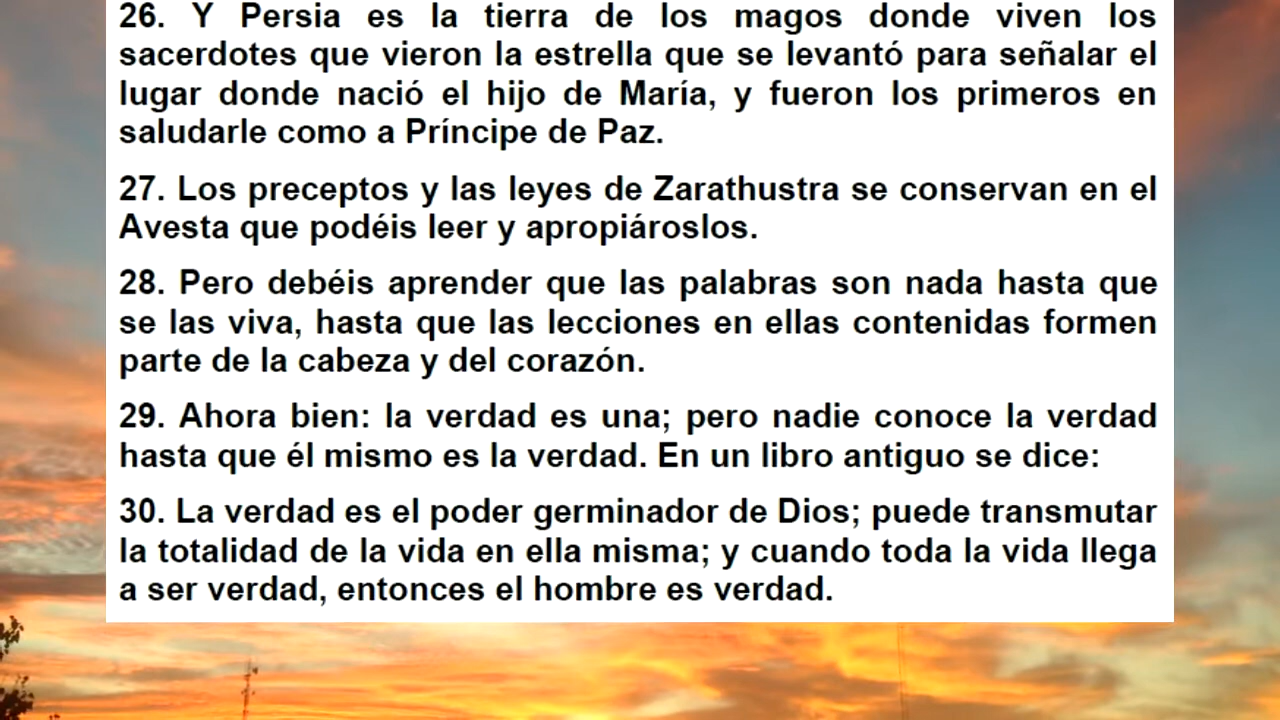 26. Y Persia es la tierra de los magos donde viven los
sacerdotes que vieron la estrella que se levantó para señalar el
lugar donde nació el hijo de María, y fueron los primeros en
saludarle como a Príncipe de Paz.
27. Los preceptos y las leyes de Zarathustra se conservan en el
Avesta que podéis leer y apropiároslos.
28. Pero debéis aprender que las palabras son nada hasta que
se las viva, hasta que las lecciones en ellas contenidas formen
parte de la cabeza y del corazón.
29. Ahora bien: la verdad es una; pero nadie conoce la verdad
hasta que él mismo es la verdad. En un libro antiguo se dice:
30. La verdad es el poder germinador de Dios; puede transmutar
la totalidad de la vida en ella misma; y cuando toda la vida llega
a ser verdad, entonces el hombre es verdad.